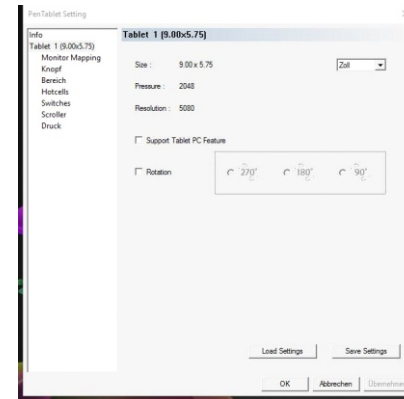 PenTablet Setting
Info
Tablet 1 (9.00x5.75)
Monitor Mapping
Knopf
Bereich
Hotcells
Switches
Scroller
Druck
Tablet 1 (9.00x5.75)
Size : 9.00 x 5.75 Zoll
Pressure : 2048
Resolution : 5080
Support Tablet PC Feature
Rotation 270° 180° 90°
Load Settings Save Settings
OK Abbrechen